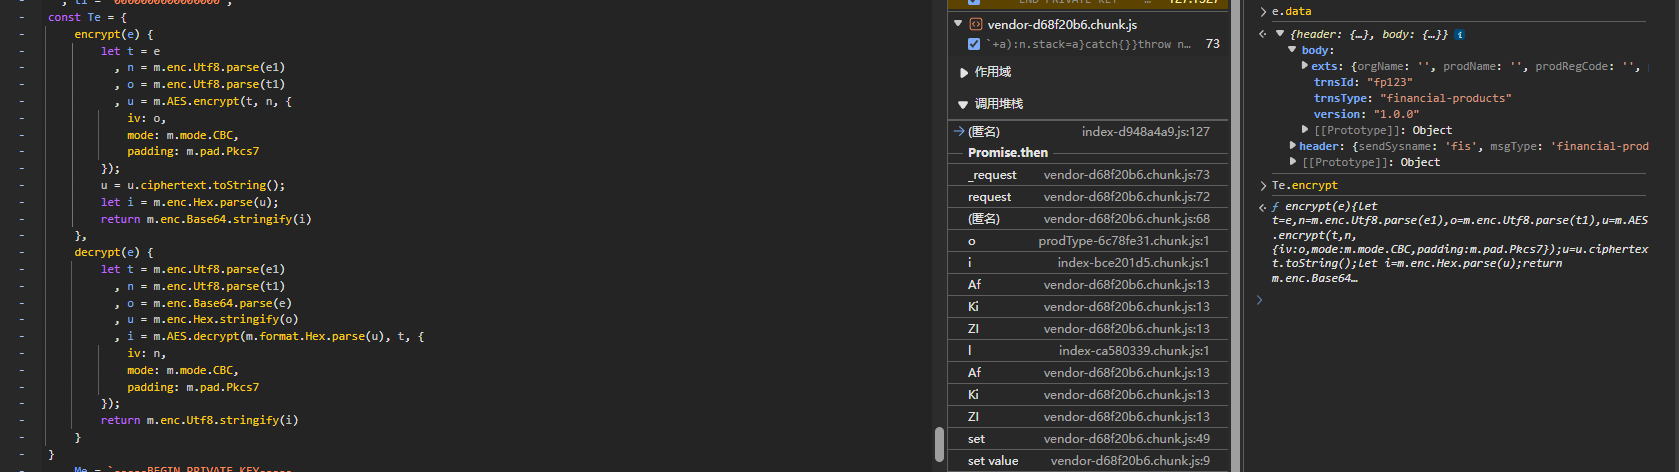 , t1 = "0000000000000000";
const Te = {
encrypt(e) {
let t = e
, n = m.enc.Utf8.parse(e1)
, o = m.enc.Utf8.parse(t1)
, u = m.AES.encrypt(t, n, {
iv: o,
mode: m.mode.CBC,
padding: m.pad.Pkcs7
});
u = u.ciphertext.toString();
let i = m.enc.Hex.parse(u);
return m.enc.Base64.stringify(i)
},
decrypt(e) {
let t = m.enc.Utf8.parse(e1)
, n = m.enc.Utf8.parse(t1)
, o = m.enc.Base64.parse(e)
, u = m.enc.Hex.stringify(o)
, i = m.AES.decrypt(m.format.Hex.parse(u), t, {
iv: n,
mode: m.mode.CBC,
padding: m.pad.Pkcs7
});
return m.enc.Utf8.stringify(i)
}
}
Me = `-----BEGIN PRIVATE KEY-----
END PRIVATE KEY 127:1527
vendor-d68f20b6.chunk.js
`+a):n.stack=a}catch{}}throw n… 73
作用域
调用堆栈
(匿名) index-d948a4a9.js:127
Promise.then
_request vendor-d68f20b6.chunk.js:73
request vendor-d68f20b6.chunk.js:72
(匿名) vendor-d68f20b6.chunk.js:68
o prodType-6c78fe31.chunk.js:1
i index-bce201d5.chunk.js:1
Af vendor-d68f20b6.chunk.js:13
Ki vendor-d68f20b6.chunk.js:13
ZI vendor-d68f20b6.chunk.js:13
l index-ca580339.chunk.js:1
Af vendor-d68f20b6.chunk.js:13
Ki vendor-d68f20b6.chunk.js:13
ZI vendor-d68f20b6.chunk.js:13
set vendor-d68f20b6.chunk.js:49
set value vendor-d68f20b6.chunk.js:9
e.data
{header: {…}, body: {…}}
body:
exts: {orgName: '', prodName: '', prodRegCode: '',
trnsId: "fp123"
trnsType: "financial-products"
version: "1.0.0"
[[Prototype]]: Object
header: {sendSysname: 'fis', msgType: 'financial-prod
[[Prototype]]: Object
Te.encrypt
ƒ encrypt(e){let
t=e,n=m.enc.Utf8.parse(e1),o=m.enc.Utf8.parse(t1),u=m.AES
.encrypt(t,n,
{iv:o,mode:m.mode.CBC,padding:m.pad.Pkcs7});u=u.ciphertex
t.toString();let i=m.enc.Hex.parse(u);return
m.enc.Base64…